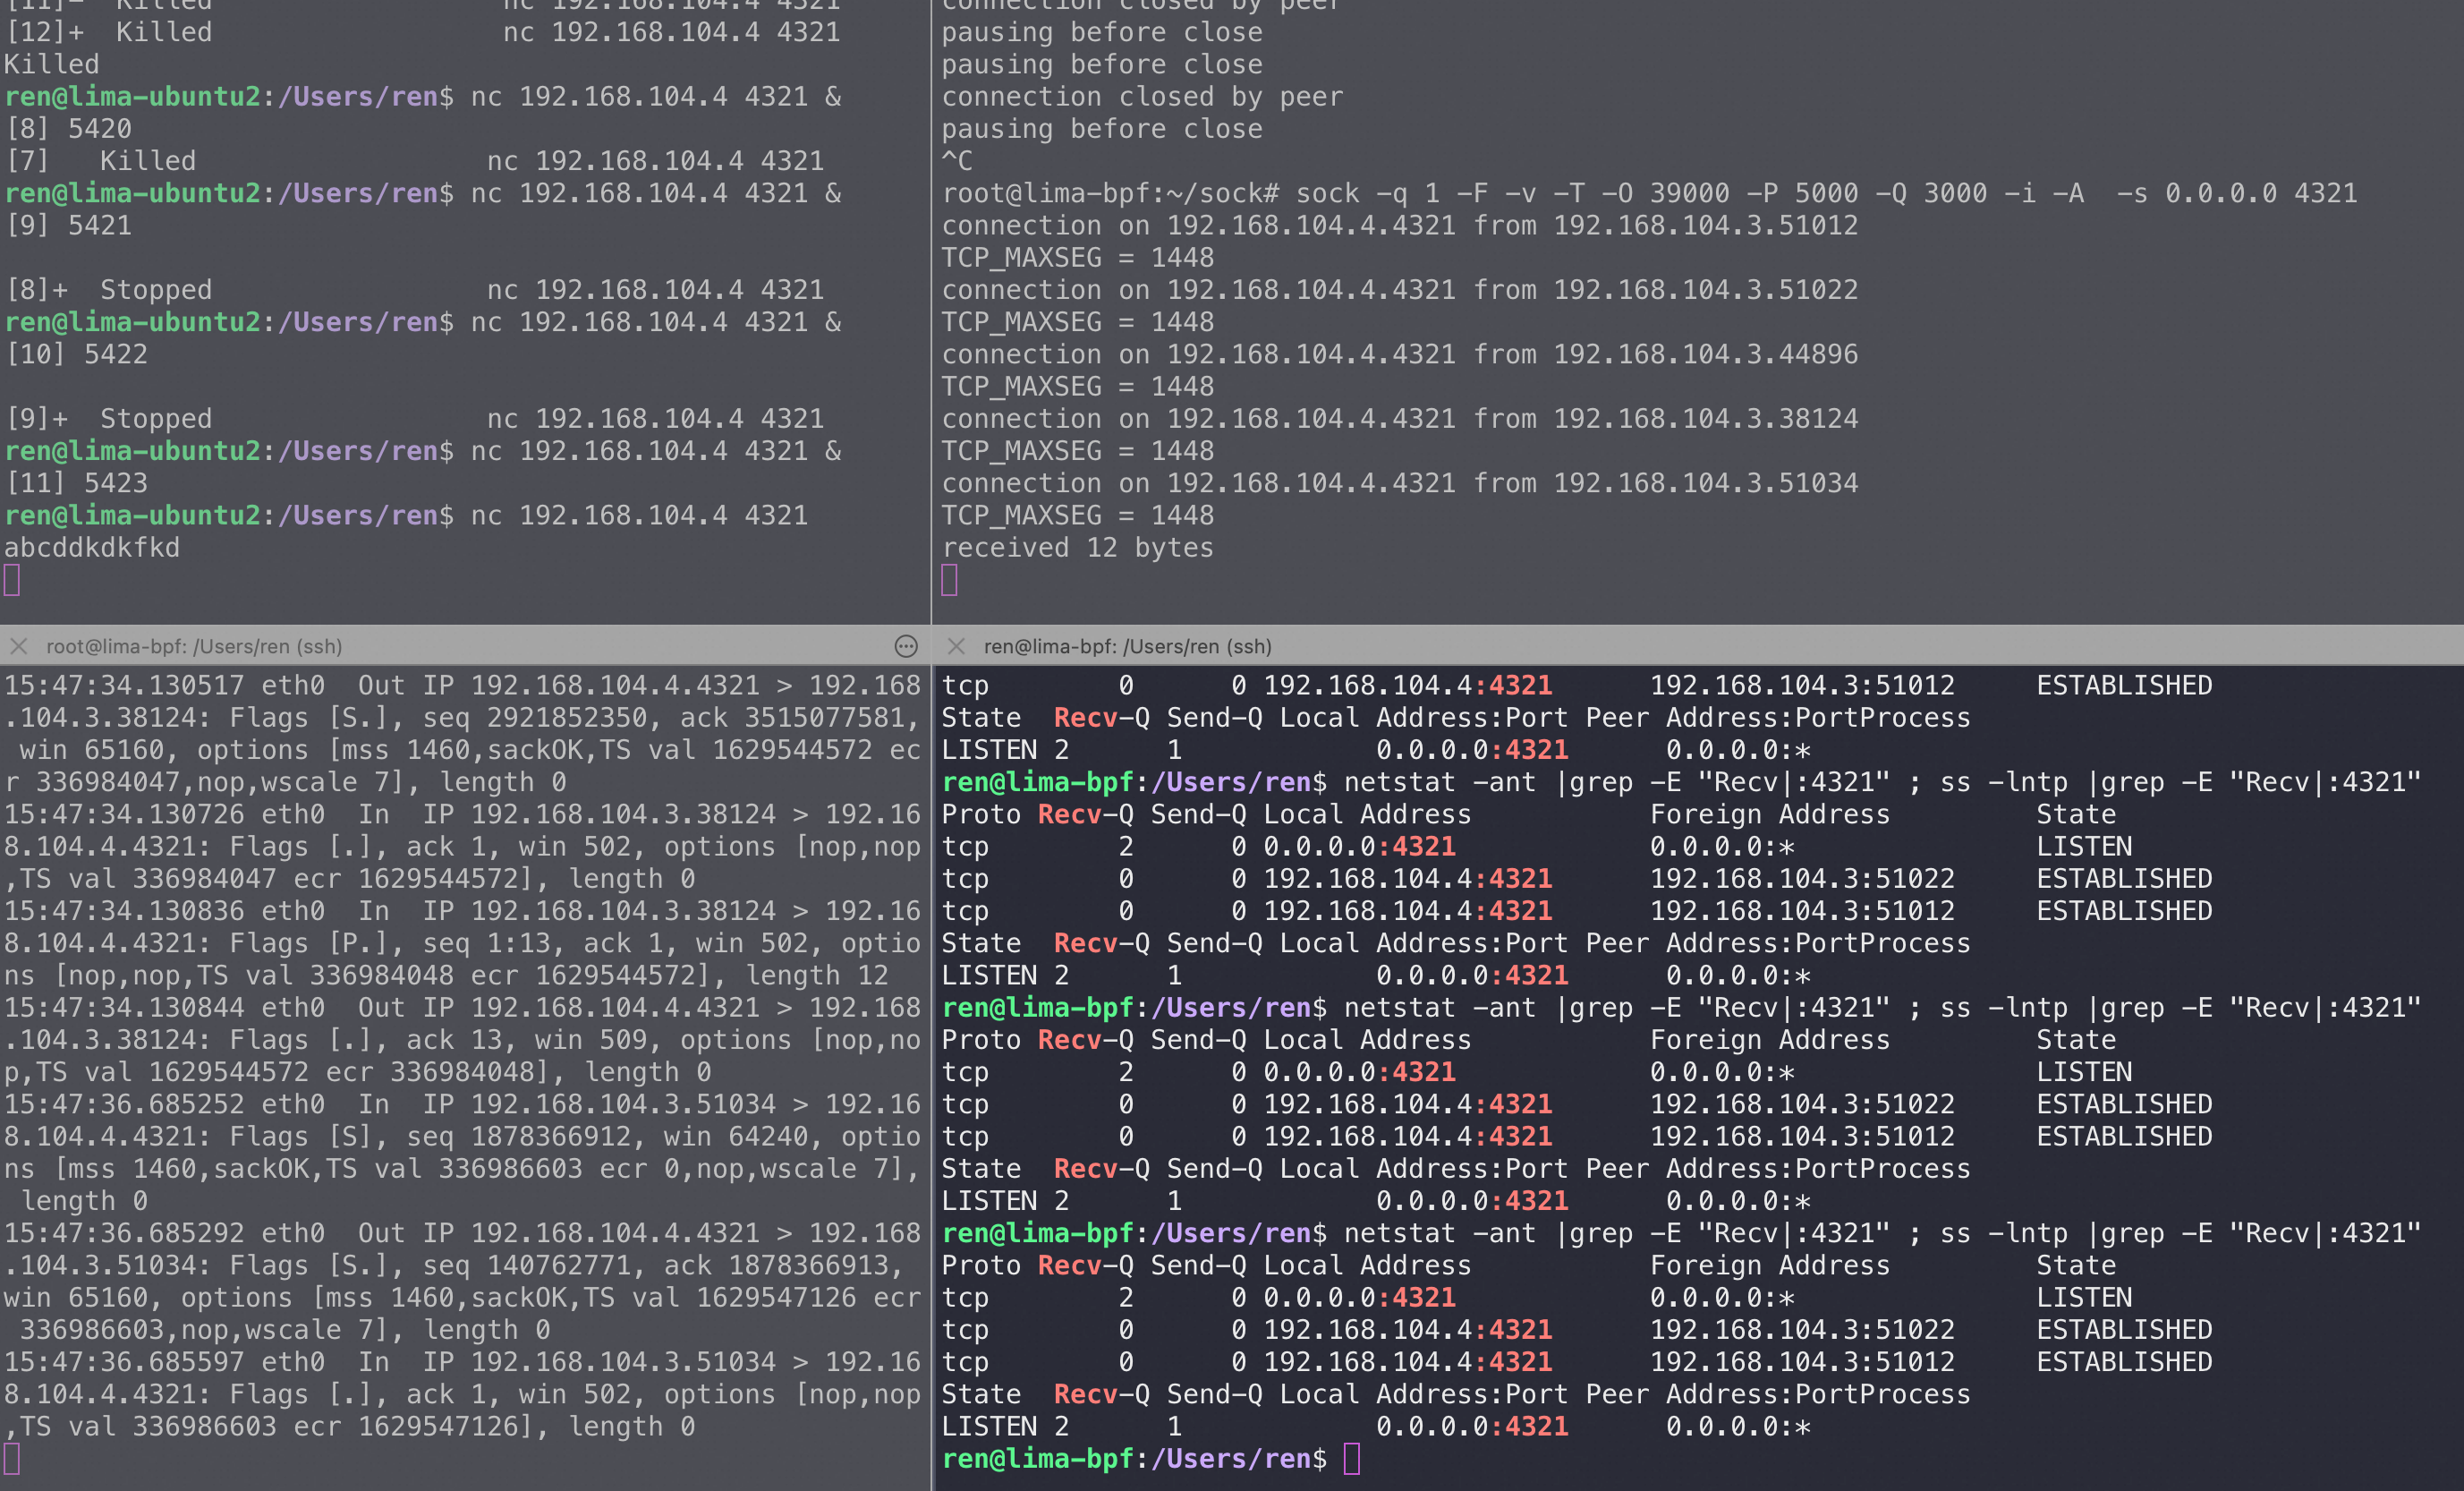 [11]-  Killed                  nc 192.168.104.4 4321
[12]+  Killed                  nc 192.168.104.4 4321
Killed
ren@lima-ubuntu2:/Users/ren$ nc 192.168.104.4 4321 &
[8] 5420
[7]   Killed                  nc 192.168.104.4 4321
ren@lima-ubuntu2:/Users/ren$ nc 192.168.104.4 4321 &
[9] 5421
[8]+  Stopped                 nc 192.168.104.4 4321
ren@lima-ubuntu2:/Users/ren$ nc 192.168.104.4 4321 &
[10] 5422
[9]+  Stopped                 nc 192.168.104.4 4321
ren@lima-ubuntu2:/Users/ren$ nc 192.168.104.4 4321 &
[11] 5423
ren@lima-ubuntu2:/Users/ren$ nc 192.168.104.4 4321
abcddkdkfkd
connection closed by peer
pausing before close
pausing before close
connection closed by peer
pausing before close
^C
root@lima-bpf:~/sock# sock -q 1 -F -v -T -O 39000 -P 5000 -Q 3000 -i -A  -s 0.0.0.0 4321
connection on 192.168.104.4.4321 from 192.168.104.3.51012
TCP_MAXSEG = 1448
connection on 192.168.104.4.4321 from 192.168.104.3.51022
TCP_MAXSEG = 1448
connection on 192.168.104.4.4321 from 192.168.104.3.44896
TCP_MAXSEG = 1448
connection on 192.168.104.4.4321 from 192.168.104.3.38124
TCP_MAXSEG = 1448
connection on 192.168.104.4.4321 from 192.168.104.3.51034
TCP_MAXSEG = 1448
received 12 bytes
root@lima-bpf: /Users/ren (ssh)
15:47:34.130517 eth0  Out IP 192.168.104.4.4321 > 192.168
.104.3.38124: Flags [S.], seq 2921852350, ack 3515077581,
 win 65160, options [mss 1460,sackOK,TS val 1629544572 ec
r 336984047,nop,wscale 7], length 0
15:47:34.130726 eth0  In  IP 192.168.104.3.38124 > 192.16
8.104.4.4321: Flags [.], ack 1, win 502, options [nop,nop
,TS val 336984047 ecr 1629544572], length 0
15:47:34.130836 eth0  In  IP 192.168.104.3.38124 > 192.16
8.104.4.4321: Flags [P.], seq 1:13, ack 1, win 502, optio
ns [nop,nop,TS val 336984048 ecr 1629544572], length 12
15:47:34.130844 eth0  Out IP 192.168.104.4.4321 > 192.168
.104.3.38124: Flags [.], ack 13, win 509, options [nop,no
p,TS val 1629544572 ecr 336984048], length 0
15:47:36.685252 eth0  In  IP 192.168.104.3.51034 > 192.16
8.104.4.4321: Flags [S], seq 1878366912, win 64240, optio
ns [mss 1460,sackOK,TS val 336986603 ecr 0,nop,wscale 7],
 length 0
15:47:36.685292 eth0  Out IP 192.168.104.4.4321 > 192.168
.104.3.51034: Flags [S.], seq 140762771, ack 1878366913,
win 65160, options [mss 1460,sackOK,TS val 1629547126 ecr
 336986603,nop,wscale 7], length 0
15:47:36.685597 eth0  In  IP 192.168.104.3.51034 > 192.16
8.104.4.4321: Flags [.], ack 1, win 502, options [nop,nop
,TS val 336986603 ecr 1629547126], length 0
ren@lima-bpf: /Users/ren (ssh)
tcp        0      0 192.168.104.4:4321      192.168.104.3:51012     ESTABLISHED
State  Recv-Q Send-Q Local Address:Port Peer Address:PortProcess
LISTEN 2      1            0.0.0.0:4321      0.0.0.0:*
ren@lima-bpf:/Users/ren$ netstat -ant |grep -E "Recv|:4321" ; ss -lntp |grep -E "Recv|:4321"
Proto Recv-Q Send-Q Local Address           Foreign Address         State
tcp        2      0 0.0.0.0:4321            0.0.0.0:*               LISTEN
tcp        0      0 192.168.104.4:4321      192.168.104.3:51022     ESTABLISHED
tcp        0      0 192.168.104.4:4321      192.168.104.3:51012     ESTABLISHED
State  Recv-Q Send-Q Local Address:Port Peer Address:PortProcess
LISTEN 2      1            0.0.0.0:4321      0.0.0.0:*
ren@lima-bpf:/Users/ren$ netstat -ant |grep -E "Recv|:4321" ; ss -lntp |grep -E "Recv|:4321"
Proto Recv-Q Send-Q Local Address           Foreign Address         State
tcp        2      0 0.0.0.0:4321            0.0.0.0:*               LISTEN
tcp        0      0 192.168.104.4:4321      192.168.104.3:51022     ESTABLISHED
tcp        0      0 192.168.104.4:4321      192.168.104.3:51012     ESTABLISHED
State  Recv-Q Send-Q Local Address:Port Peer Address:PortProcess
LISTEN 2      1            0.0.0.0:4321      0.0.0.0:*
ren@lima-bpf:/Users/ren$ netstat -ant |grep -E "Recv|:4321" ; ss -lntp |grep -E "Recv|:4321"
Proto Recv-Q Send-Q Local Address           Foreign Address         State
tcp        2      0 0.0.0.0:4321            0.0.0.0:*               LISTEN
tcp        0      0 192.168.104.4:4321      192.168.104.3:51022     ESTABLISHED
tcp        0      0 192.168.104.4:4321      192.168.104.3:51012     ESTABLISHED
State  Recv-Q Send-Q Local Address:Port Peer Address:PortProcess
LISTEN 2      1            0.0.0.0:4321      0.0.0.0:*
ren@lima-bpf:/Users/ren$